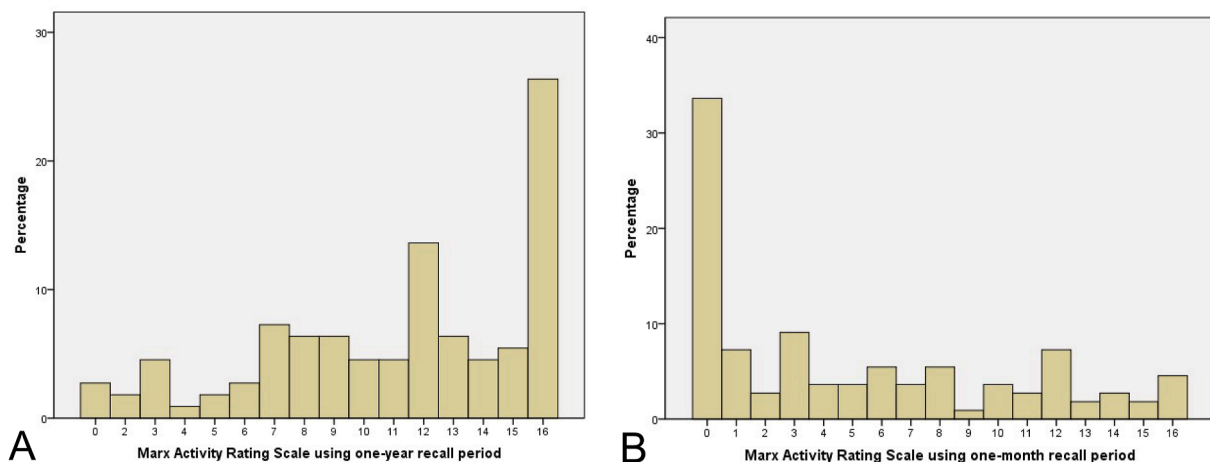 30
20
10
0
Percentage
0 2 3 4 5 6 7 8 9 10 11 12 13 14 15 16
Marx Activity Rating Scale using one-year recall period
A
40
30
20
10
0
Percentage
0 1 2 3 4 5 6 7 8 9 10 11 12 13 14 15 16
Marx Activity Rating Scale using one-month recall period
B